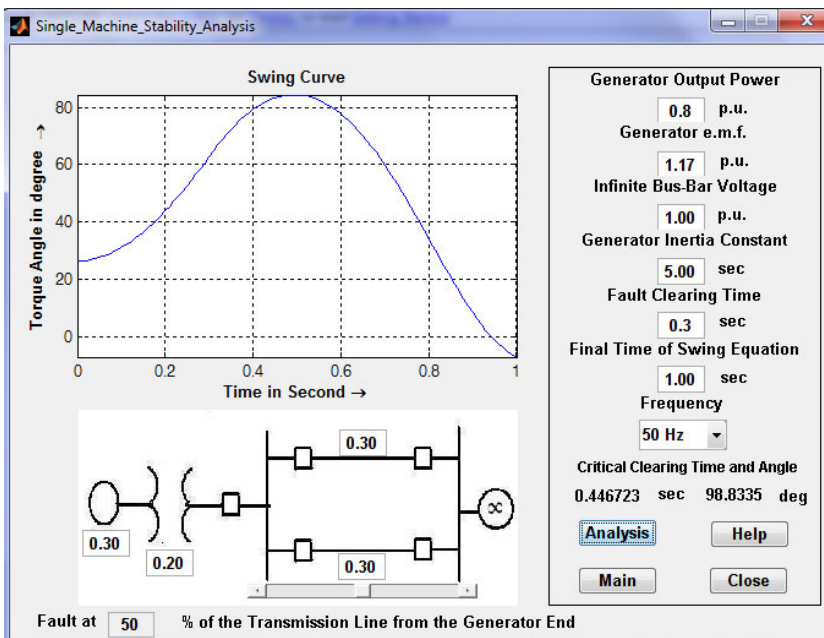 Single_Machine_Stability_Analysis
Swing Curve
Torque Angle in degree →
80
60
40
20
0
0 0.2 0.4 0.6 0.8 1
Time in Second →
0.30
0.20
0.30
0.30
∞
Fault at 50 % of the Transmission Line from the Generator End
Generator Output Power
0.8 p.u.
Generator e.m.f.
1.17 p.u.
Infinite Bus-Bar Voltage
1.00 p.u.
Generator Inertia Constant
5.00 sec
Fault Clearing Time
0.3 sec
Final Time of Swing Equation
1.00 sec
Frequency
50 Hz
Critical Clearing Time and Angle
0.446723 sec 98.8335 deg
Analysis Help
Main Close